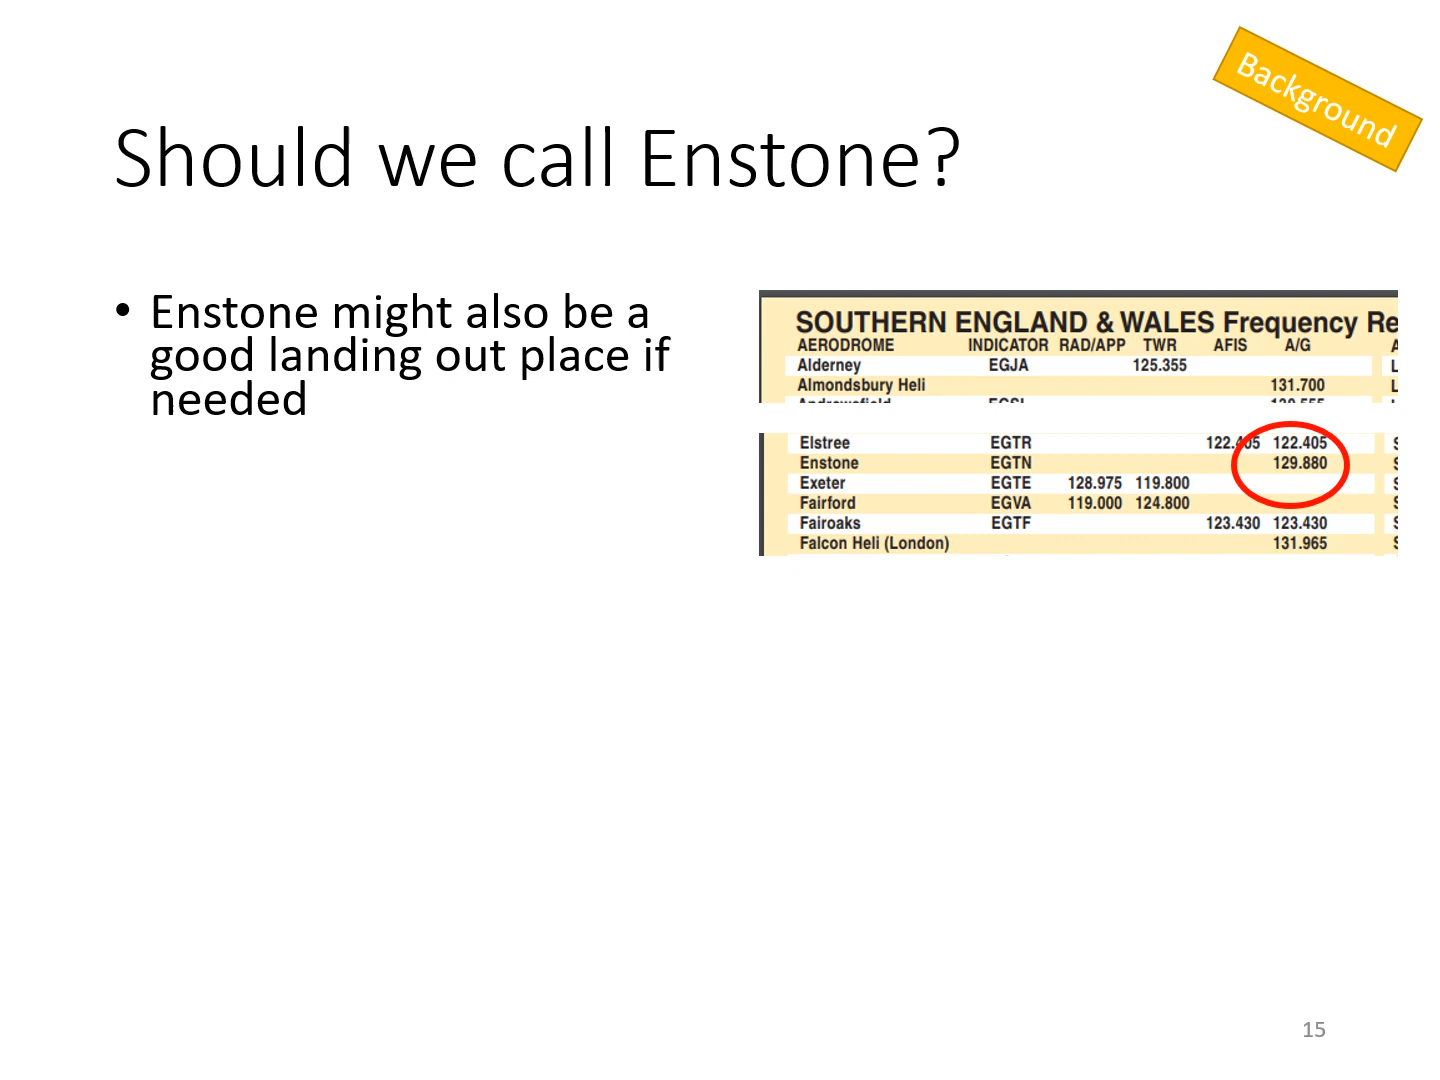 Background
Should we call Enstone?
• Enstone might also be a
good landing out place if
needed
SOUTHERN ENGLAND & WALES Frequency Re
AERODROME INDICATOR RAD/APP TWR AFIS A/G
Alderney EGJA 125.355
Almondsbury Heli 131.700
Elstree EGTR 122.405 122.405
Enstone EGTN 129.880
Exeter EGTE 128.975 119.800
Fairford EGVA 119.000 124.800
Fairoaks EGTF 123.430 123.430
Falcon Heli (London) 131.965
15